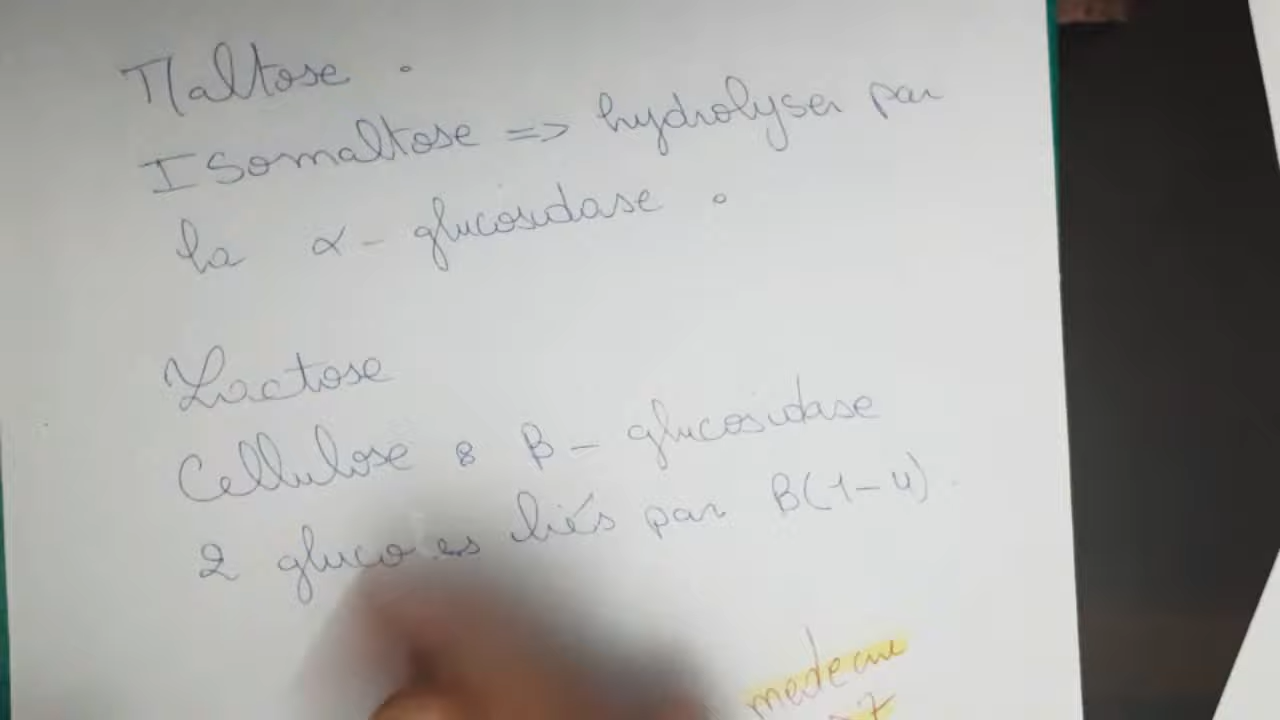 Maltose .
Isomaltose => hydrolyser par
la α - glucosidase .
Lactose
Cellulose : β - glucosidase
2 glucoses liés par B(1-4).
medecine